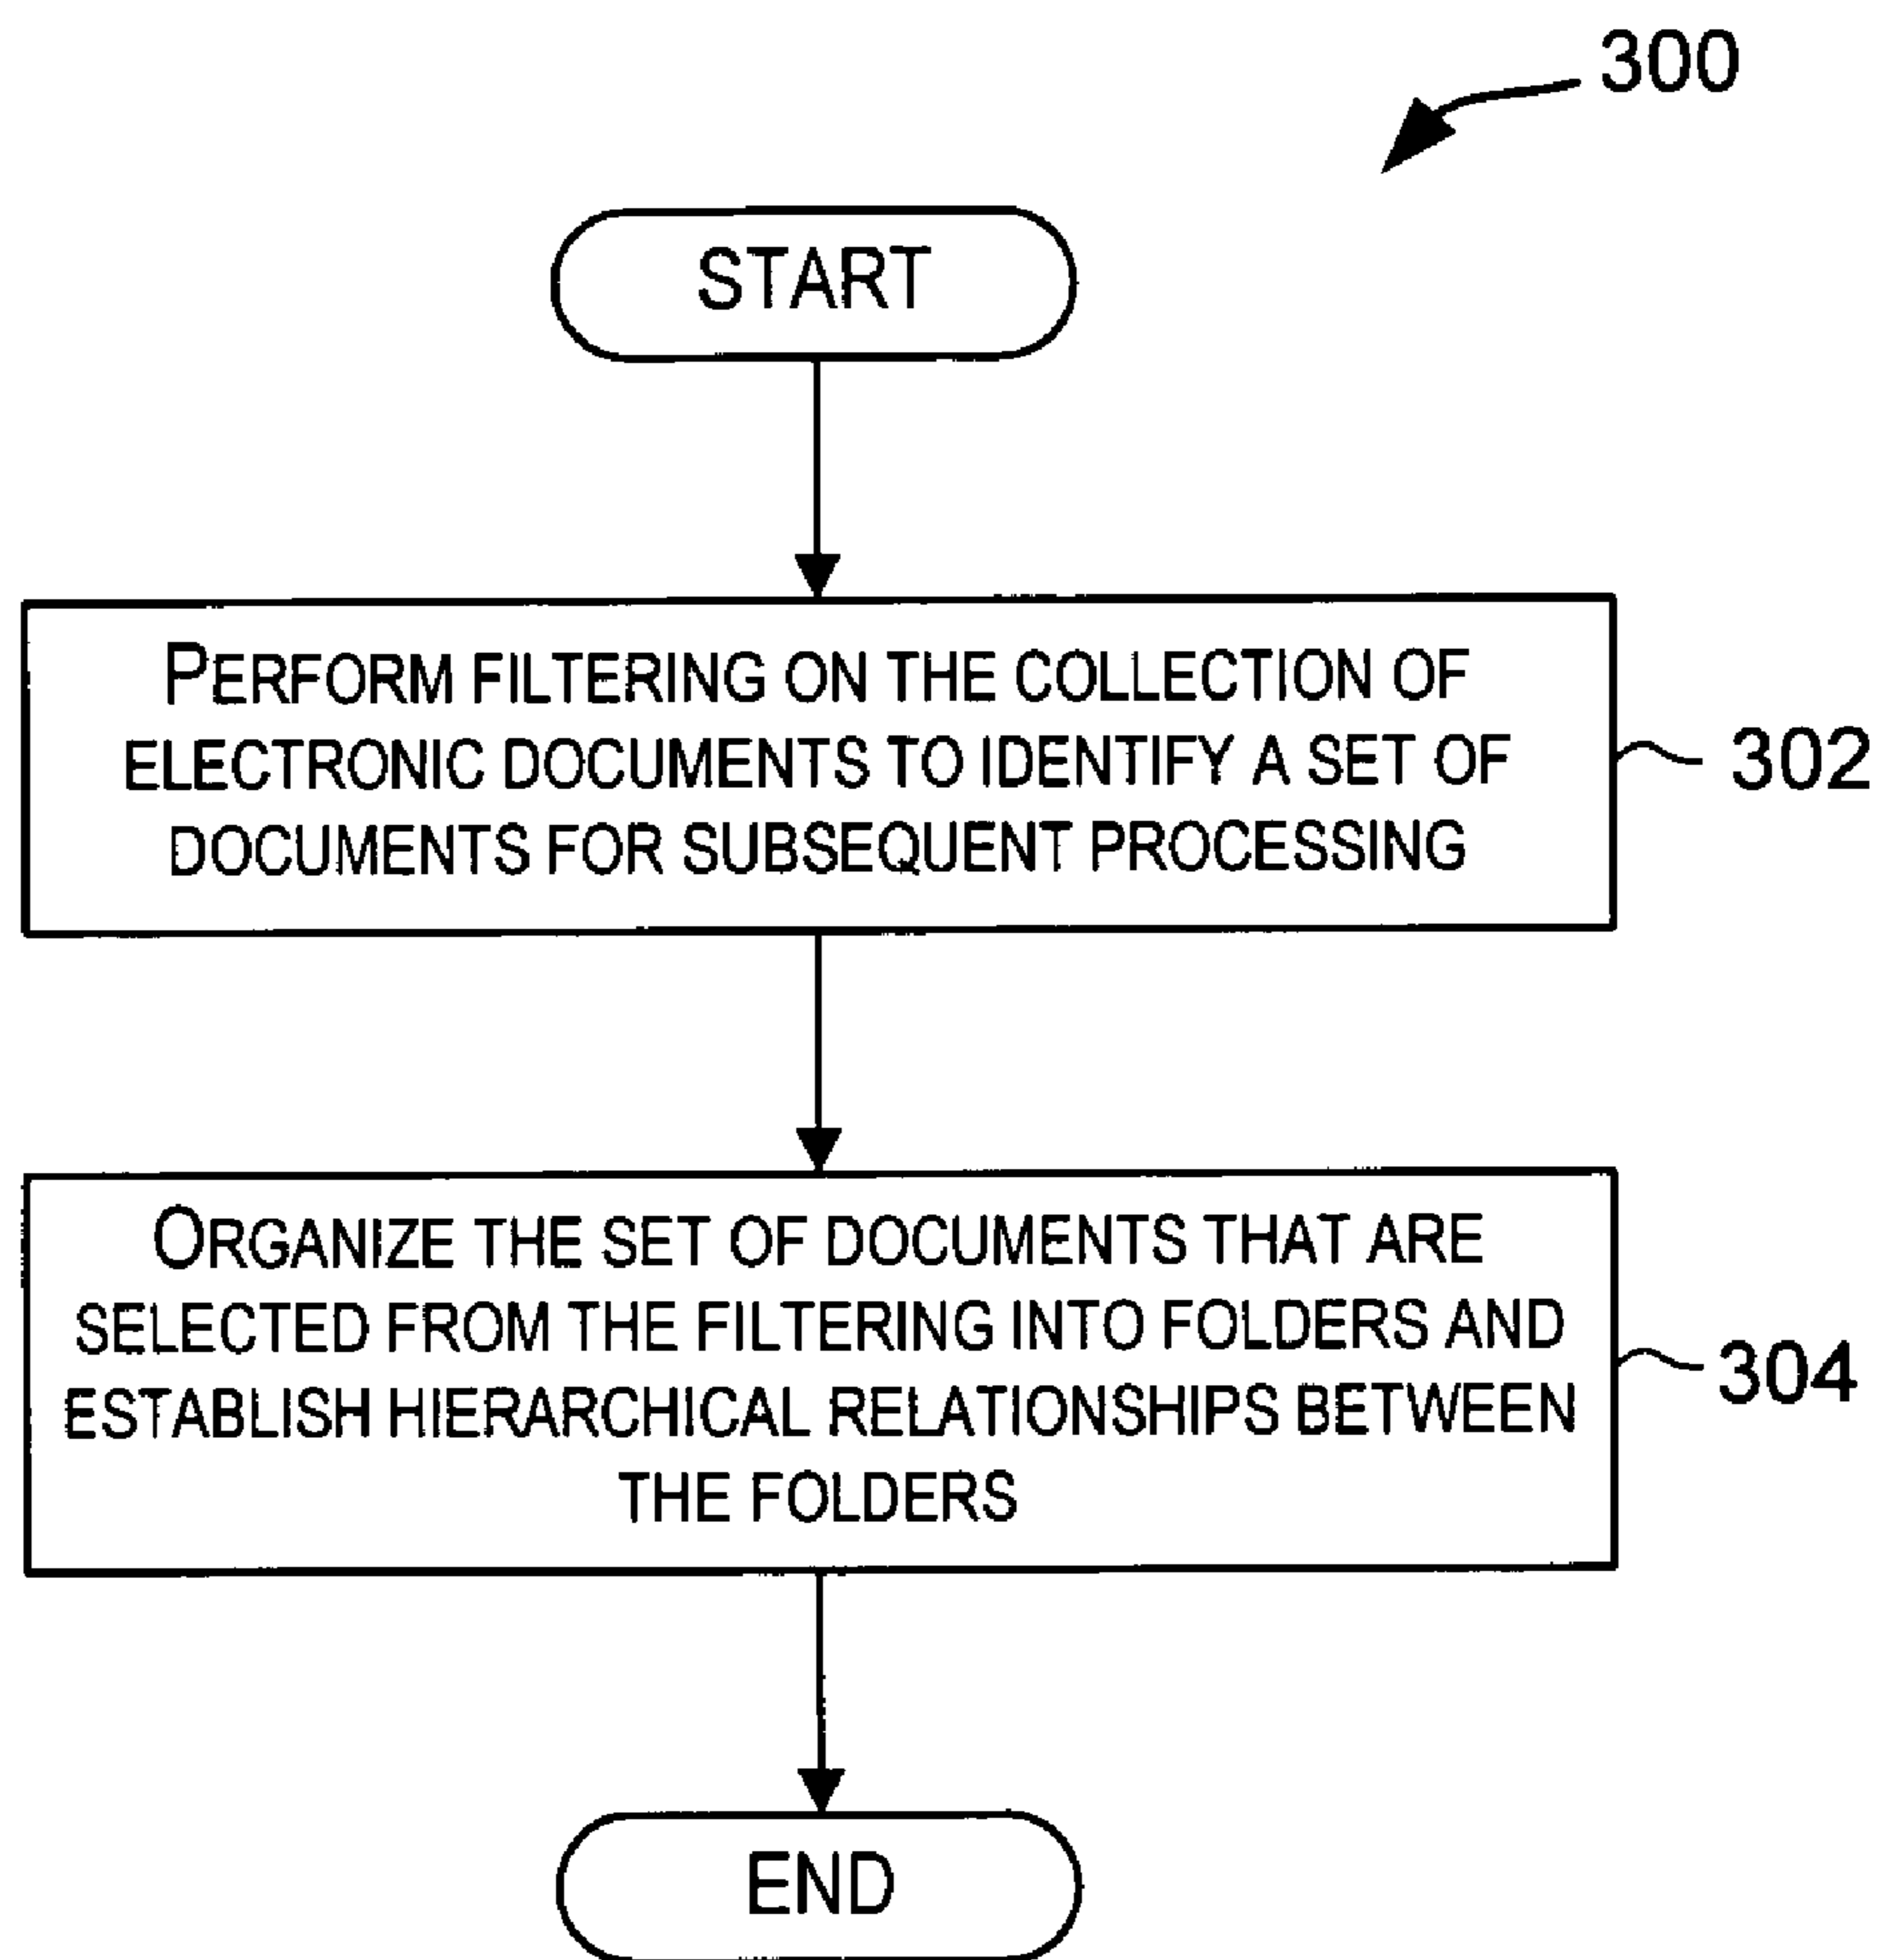 300
START
PERFORM FILTERING ON THE COLLECTION OF
ELECTRONIC DOCUMENTS TO IDENTIFY A SET OF
DOCUMENTS FOR SUBSEQUENT PROCESSING
302
ORGANIZE THE SET OF DOCUMENTS THAT ARE
SELECTED FROM THE FILTERING INTO FOLDERS AND
ESTABLISH HIERARCHICAL RELATIONSHIPS BETWEEN
THE FOLDERS
304
END